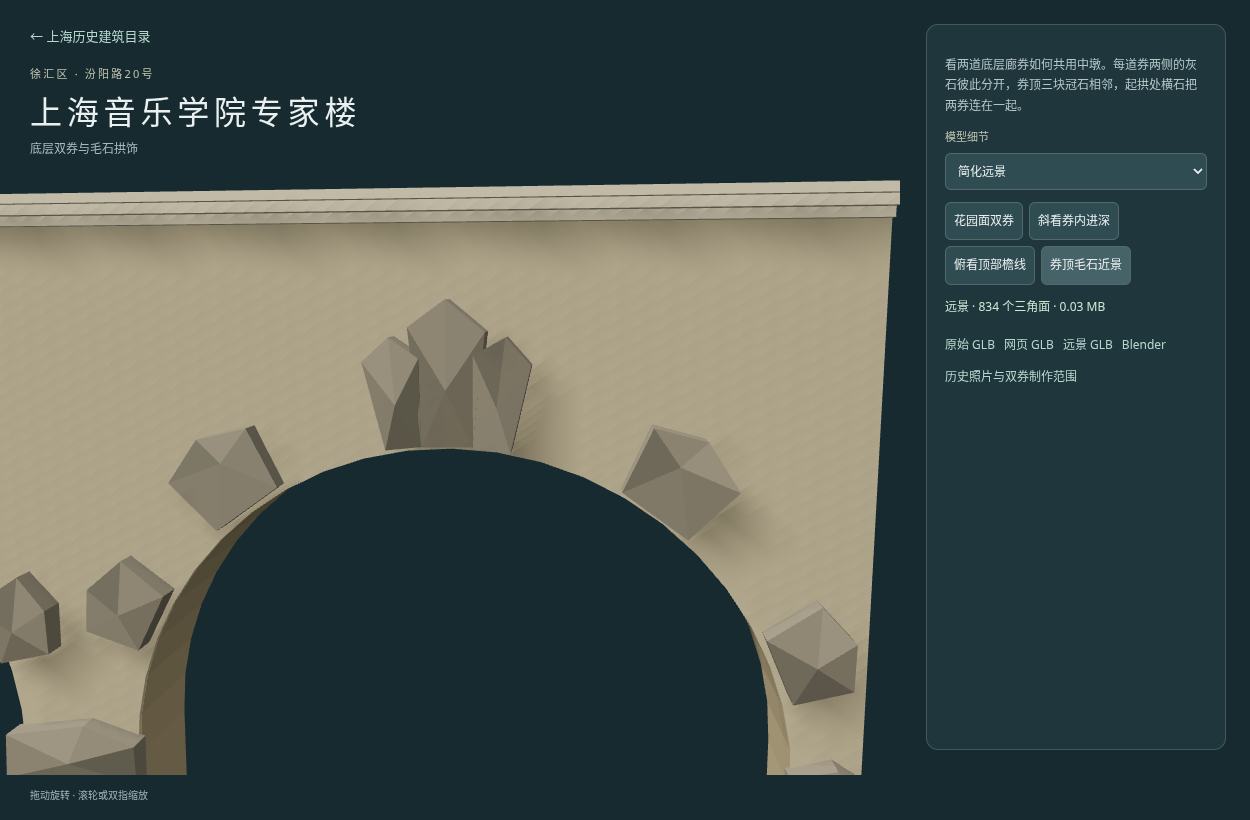 ← 上海历史建筑目录
徐汇区 · 汾阳路20号
上海音乐学院专家楼
底层双券与毛石拱饰
看两道底层廊券如何共用中墩。每道券两侧的灰
石彼此分开，券顶三块冠石相邻，起拱处横石把
两券连在一起。
模型细节
简化远景
花园面双券 斜看券内进深
俯看顶部檐线 券顶毛石近景
远景 · 834 个三角面 · 0.03 MB
原始 GLB 网页 GLB 远景 GLB Blender
历史照片与双券制作范围
拖动旋转 · 滚轮或双指缩放